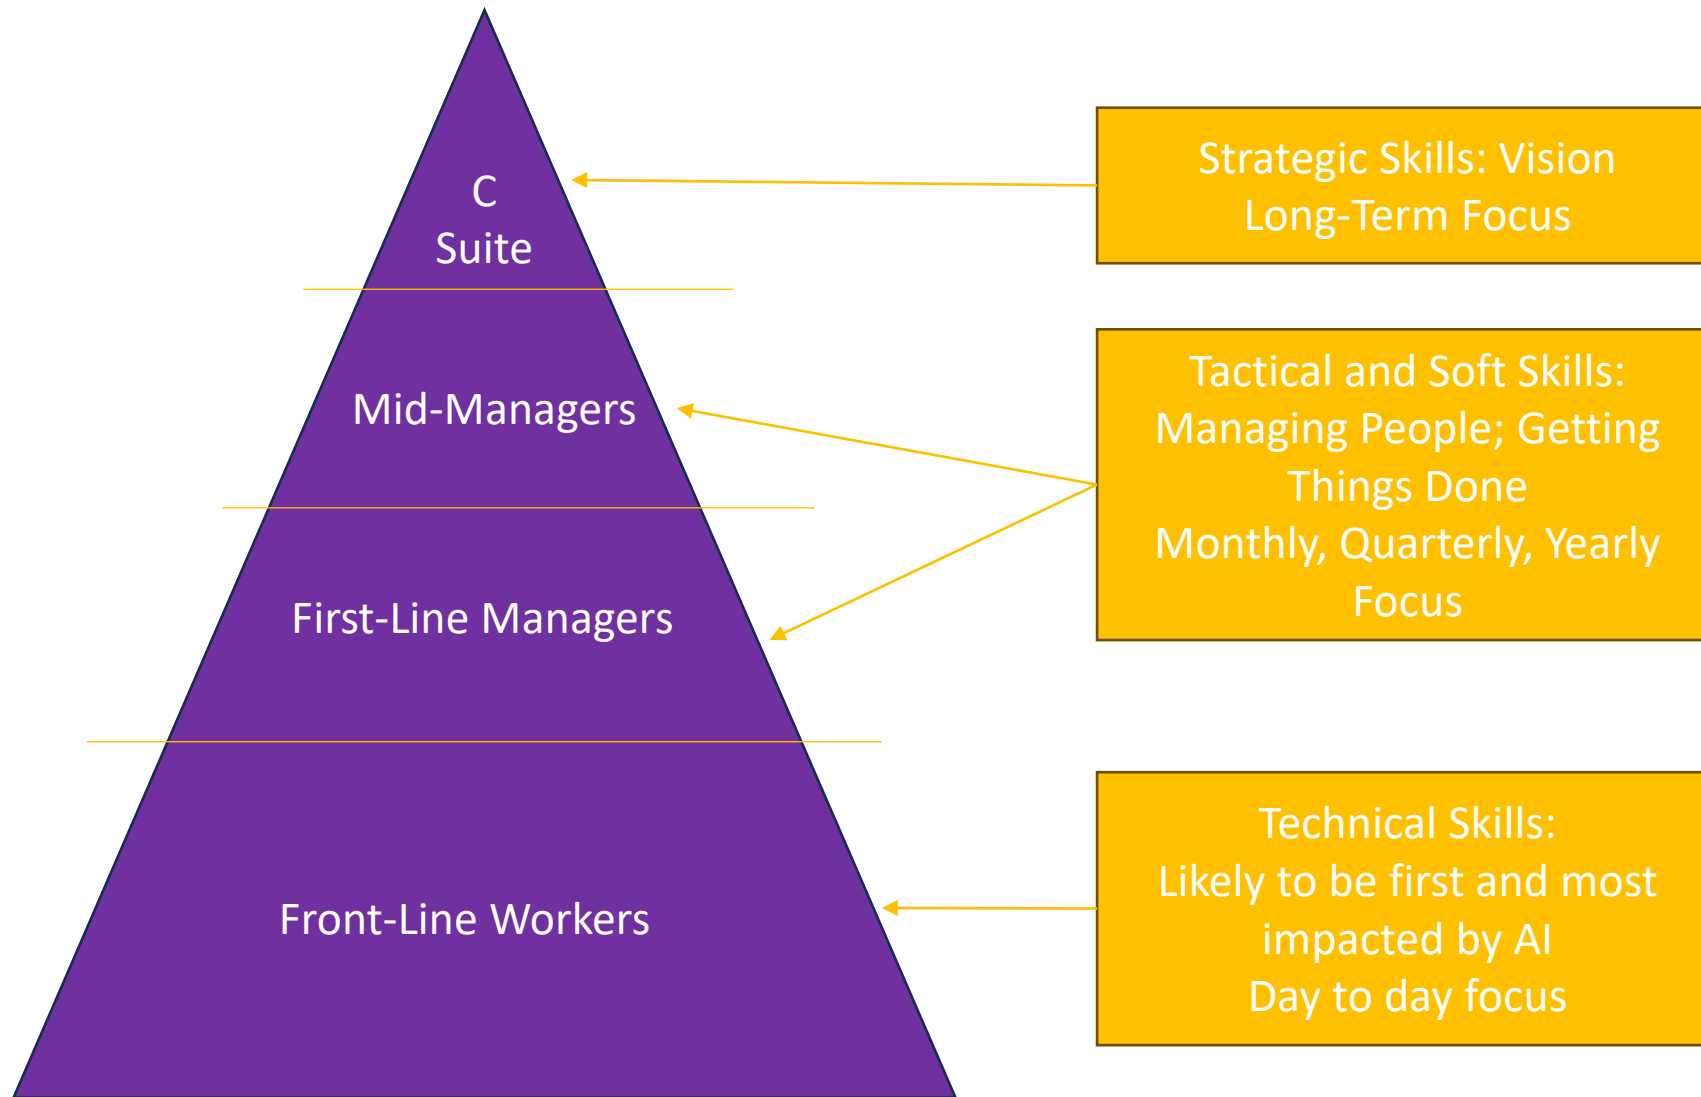 C
Suite
Mid-Managers
First-Line Managers
Front-Line Workers
Strategic Skills: Vision
Long-Term Focus
Tactical and Soft Skills:
Managing People; Getting
Things Done
Monthly, Quarterly, Yearly
Focus
Technical Skills:
Likely to be first and most
impacted by AI
Day to day focus